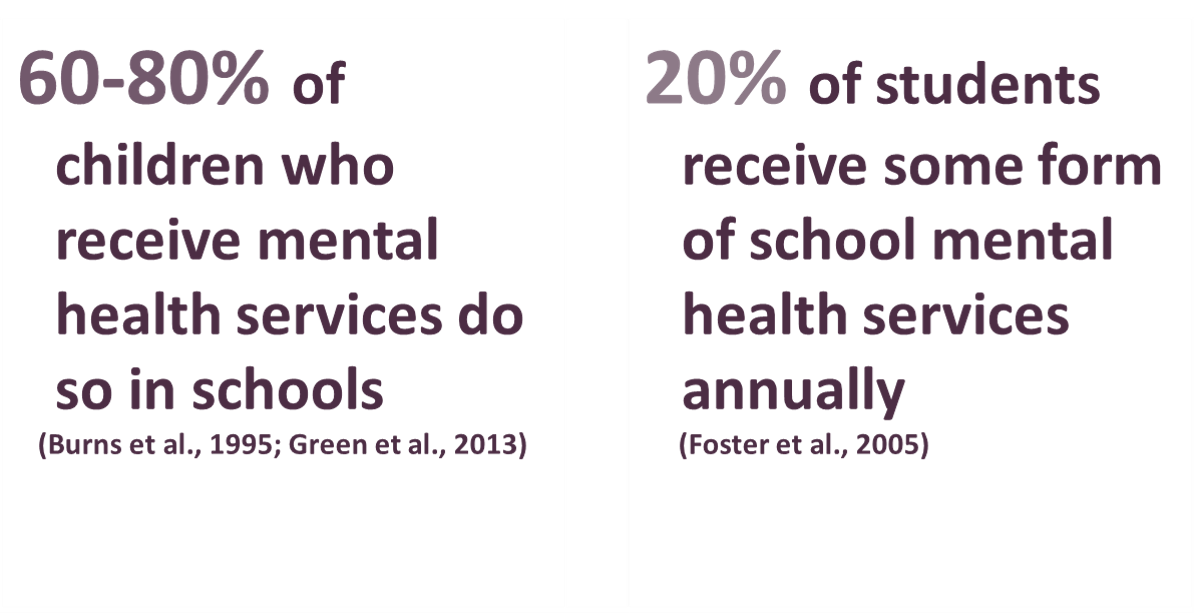 60-80% of
children who
receive mental
health services do
so in schools
(Burns et al., 1995; Green et al., 2013)
20% of students
receive some form
of school mental
health services
annually
(Foster et al., 2005)